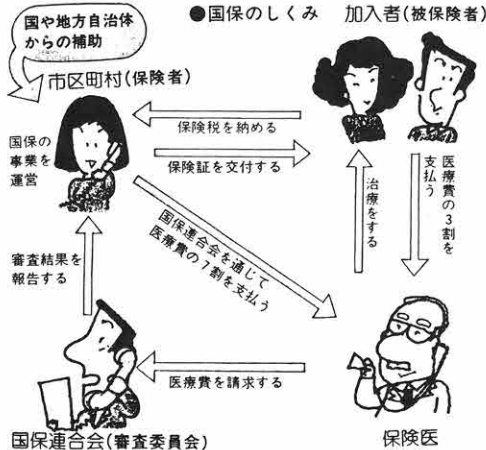 ●国保のしくみ
国や地方自治体
からの補助
市区町村(保険者)
加入者(被保険者)
国保の
事業を
運営
保険税を納める
保険証を交付する
治療をする
医療費の3割を
支払う
国保連合会を通じて
医療費の7割を支払う
審査結果を
報告する
医療費を請求する
国保連合会(審査委員会)
保険医